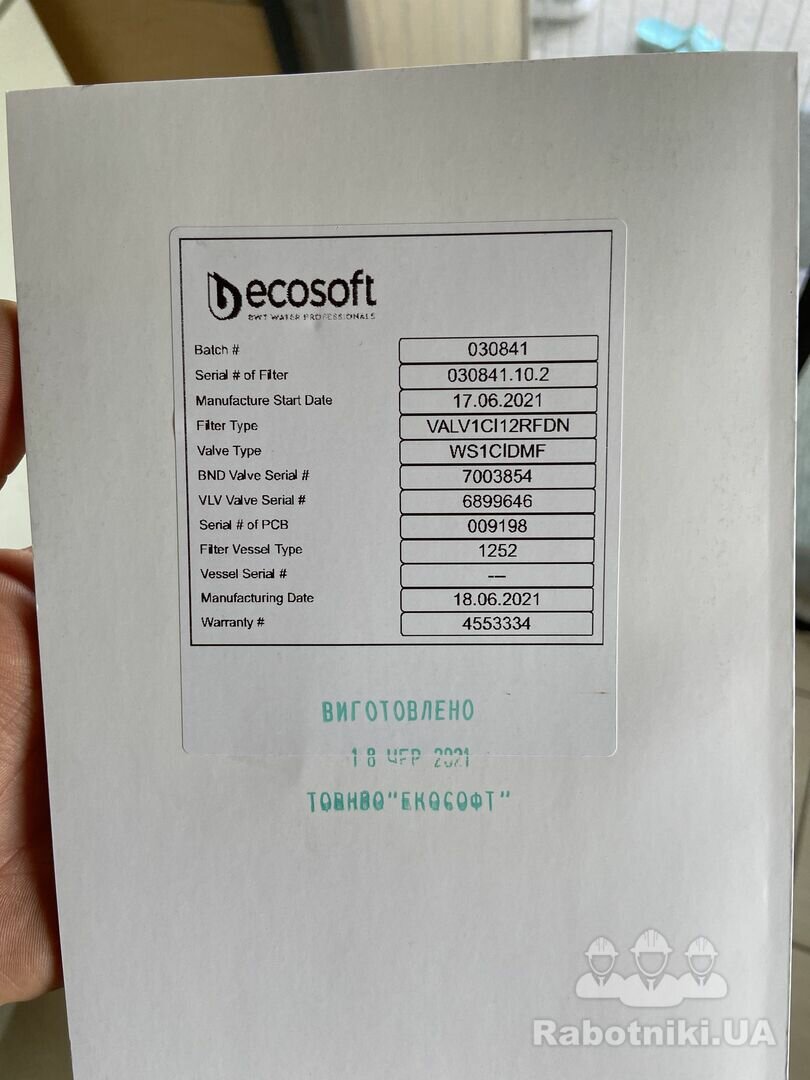 ecosoft
BWT WATER PROFESSIONALS
Batch # 030841
Serial # of Filter 030841.10.2
Manufacture Start Date 17.06.2021
Filter Type VALV1CI12RFDN
Valve Type WS1CIDMF
BND Valve Serial # 7003854
VLV Valve Serial # 6899646
Serial # of PCB 009198
Filter Vessel Type 1252
Vessel Serial # ---
Manufacturing Date 18.06.2021
Warranty # 4553334
ВИГОТОВЛЕНО
18 ЧЕР 2021
ТОВНВО"ЕКОСОФТ"
Rabotniki.UA